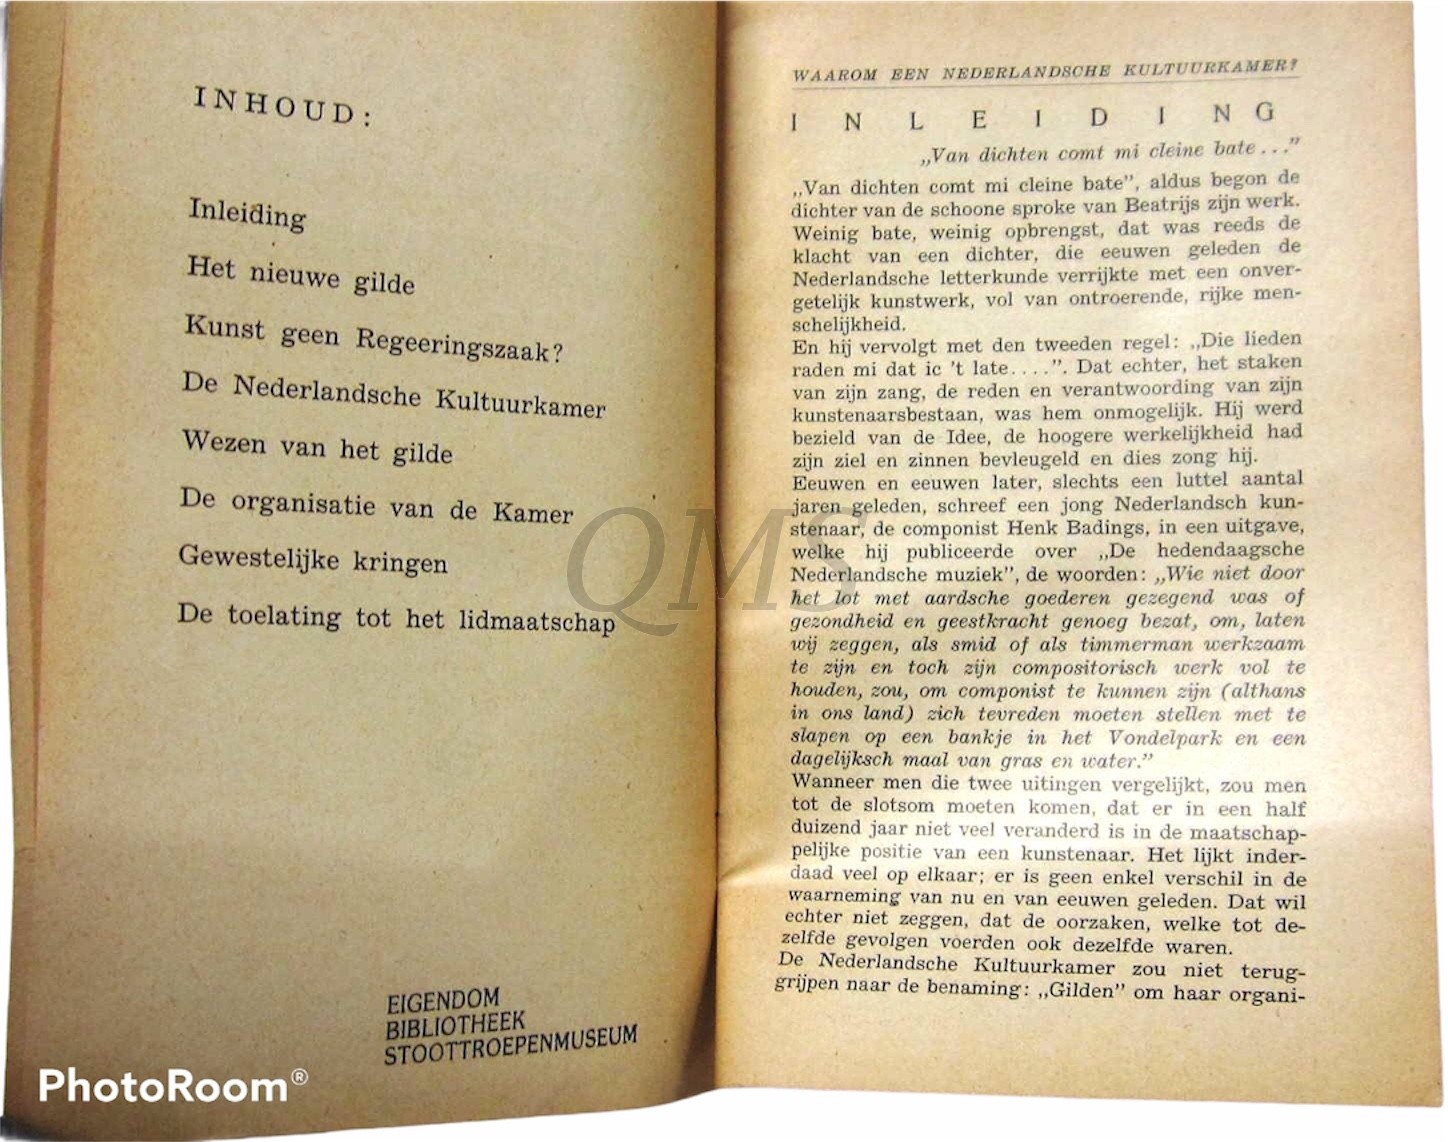 INHOUD:
Inleiding
Het nieuwe gilde
Kunst geen Regeeringszaak?
De Nederlandsche Kultuurkamer
Wezen van het gilde
De organisatie van de Kamer
Gewestelijke kringen
De toelating tot het lidmaatschap
EIGENDOM
BIBLIOTHEEK
STOOTTROEPENMUSEUM
PhotoRoom®
QMS
WAAROM EEN NEDERLANDSCHE KULTUURKAMER?
INLEIDING
„Van dichten comt mi cleine bate..."
„Van dichten comt mi cleine bate", aldus begon de
dichter van de schoone sproke van Beatrijs zijn werk.
Weinig bate, weinig opbrengst, dat was reeds de
klacht van een dichter, die eeuwen geleden de
Nederlandsche letterkunde verrijkte met een onver-
getelijk kunstwerk, vol van ontroerende, rijke men-
schelijkheid.
En hij vervolgt met den tweeden regel: „Die lieden
raden mi dat ic 't late....". Dat echter, het staken
van zijn zang, de reden en verantwoording van zijn
kunstenaarsbestaan, was hem onmogelijk. Hij werd
bezield van de Idee, de hoogere werkelijkheid had
zijn ziel en zinnen bevleugeld en dies zong hij.
Eeuwen en eeuwen later, slechts een luttel aantal
jaren geleden, schreef een jong Nederlandsch kun-
stenaar, de componist Henk Badings, in een uitgave,
welke hij publiceerde over „De hedendaagsche
Nederlandsche muziek", de woorden: „Wie niet door
het lot met aardsche goederen gezegend was of
gezondheid en geestkracht genoeg bezat, om, laten
wij zeggen, als smid of als timmerman werkzaam
te zijn en toch zijn compositorisch werk vol te
houden, zou, om componist te kunnen zijn (althans
in ons land) zich tevreden moeten stellen met te
slapen op een bankje in het Vondelpark en een
dagelijksch maal van gras en water."
Wanneer men die twee uitingen vergelijkt, zou men
tot de slotsom moeten komen, dat er in een half
duizend jaar niet veel veranderd is in de maatschap-
pelijke positie van een kunstenaar. Het lijkt inder-
daad veel op elkaar; er is geen enkel verschil in de
waarneming van nu en van eeuwen geleden. Dat wil
echter niet zeggen, dat de oorzaken, welke tot de-
zelfde gevolgen voerden ook dezelfde waren.
De Nederlandsche Kultuurkamer zou niet terug-
grijpen naar de benaming: „Gilden" om haar organi-